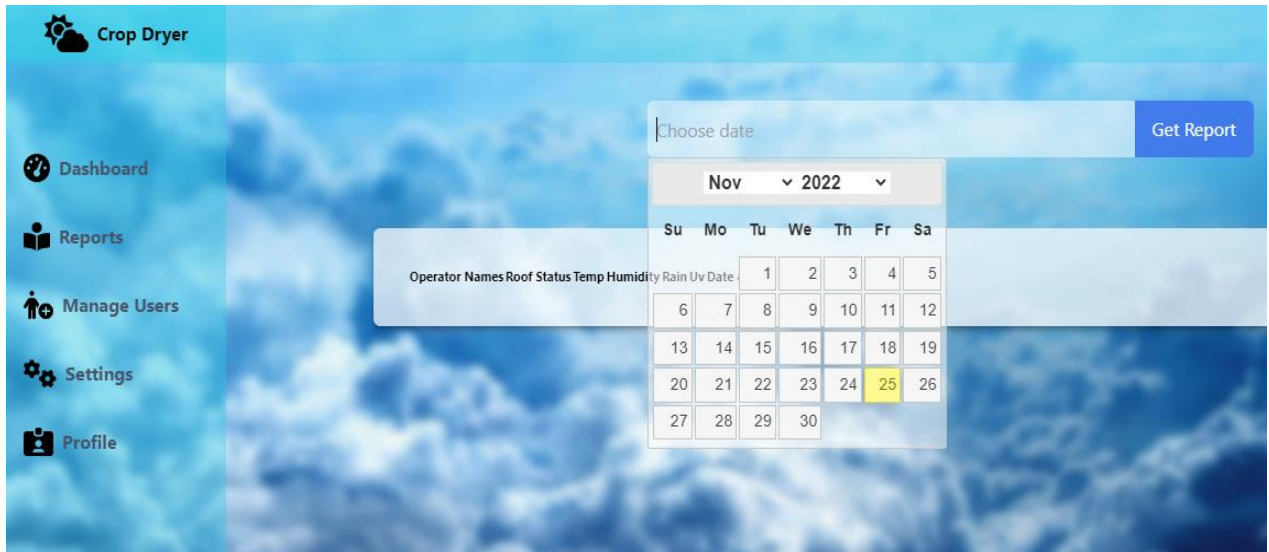 Crop Dryer
Dashboard
Reports
Manage Users
Settings
Profile
Choose date
Get Report
Nov 2022
Su Mo Tu We Th Fr Sa
1 2 3 4 5
6 7 8 9 10 11 12
13 14 15 16 17 18 19
20 21 22 23 24 25 26
27 28 29 30
Operator Names Roof Status Temp Humidity Rain Uv Date